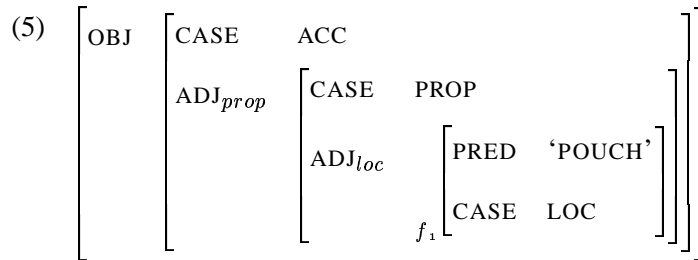 (5) [OBJ [CASE ACC
ADJprop [CASE PROP
ADJloc f1[PRED ‘POUCH’
CASE LOC]]]]